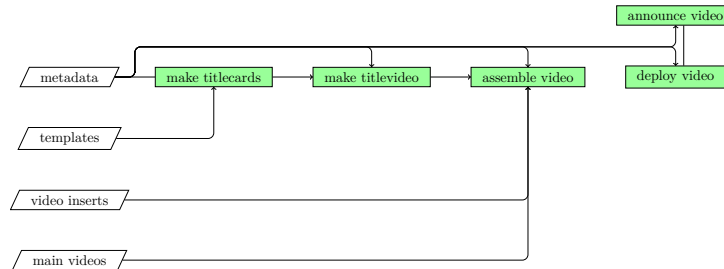 announce video
metadata
make titlecards
make titlevideo
assemble video
deploy video
templates
video inserts
main videos